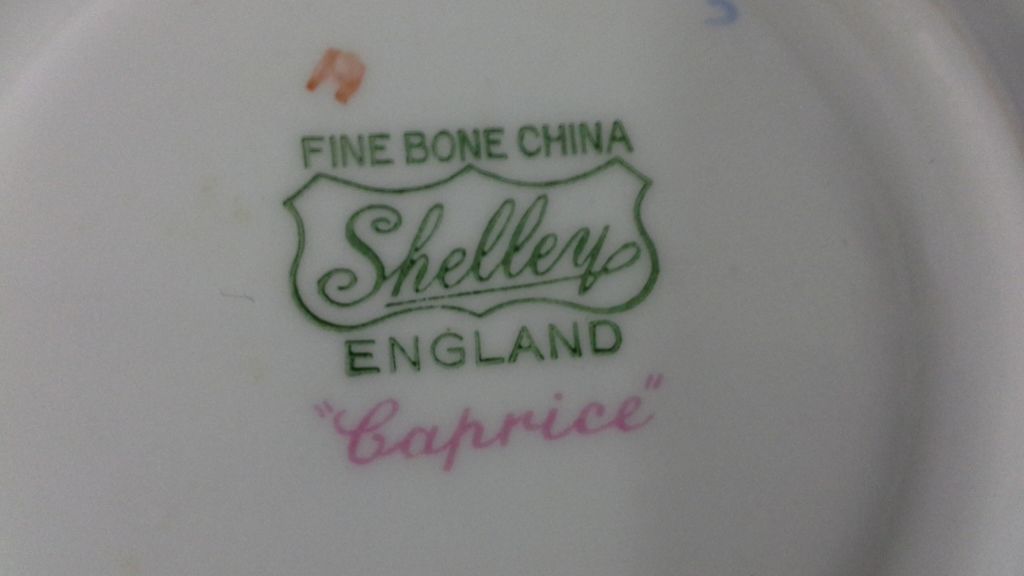 FINE BONE CHINA
Shelley
ENGLAND
"Caprice"